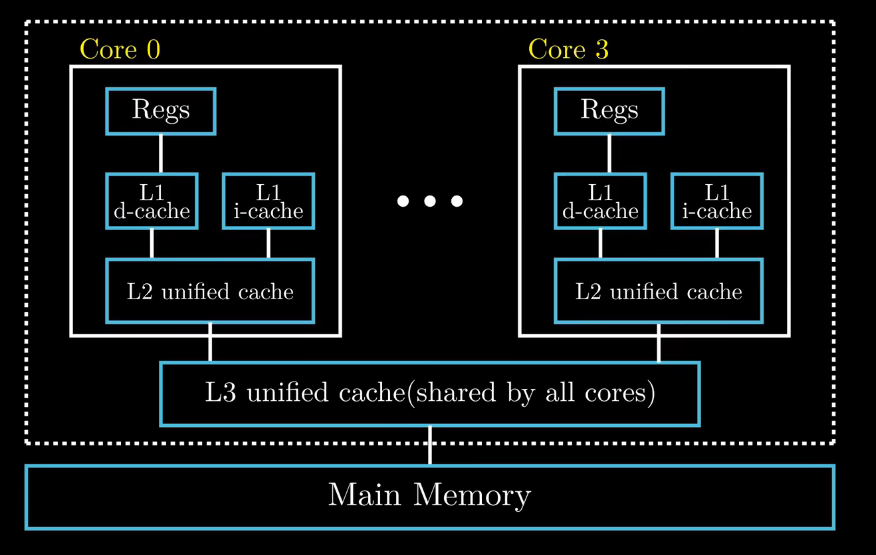 Core 0
Core 3
Regs
Regs
L1
d-cache
L1
i-cache
L1
d-cache
L1
i-cache
L2 unified cache
L2 unified cache
L3 unified cache(shared by all cores)
Main Memory